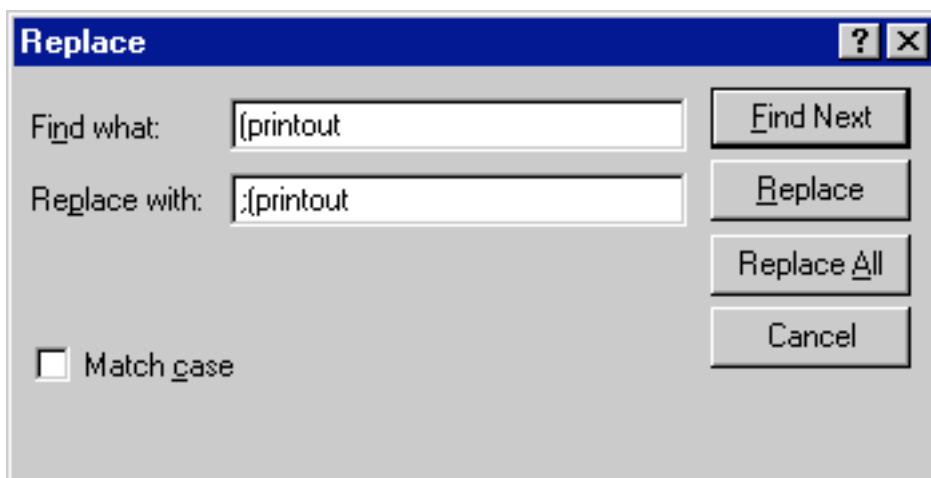 Replace
? X
Find what: (printout
Find Next
Replace with: ;(printout
Replace
Replace All
Cancel
Match case